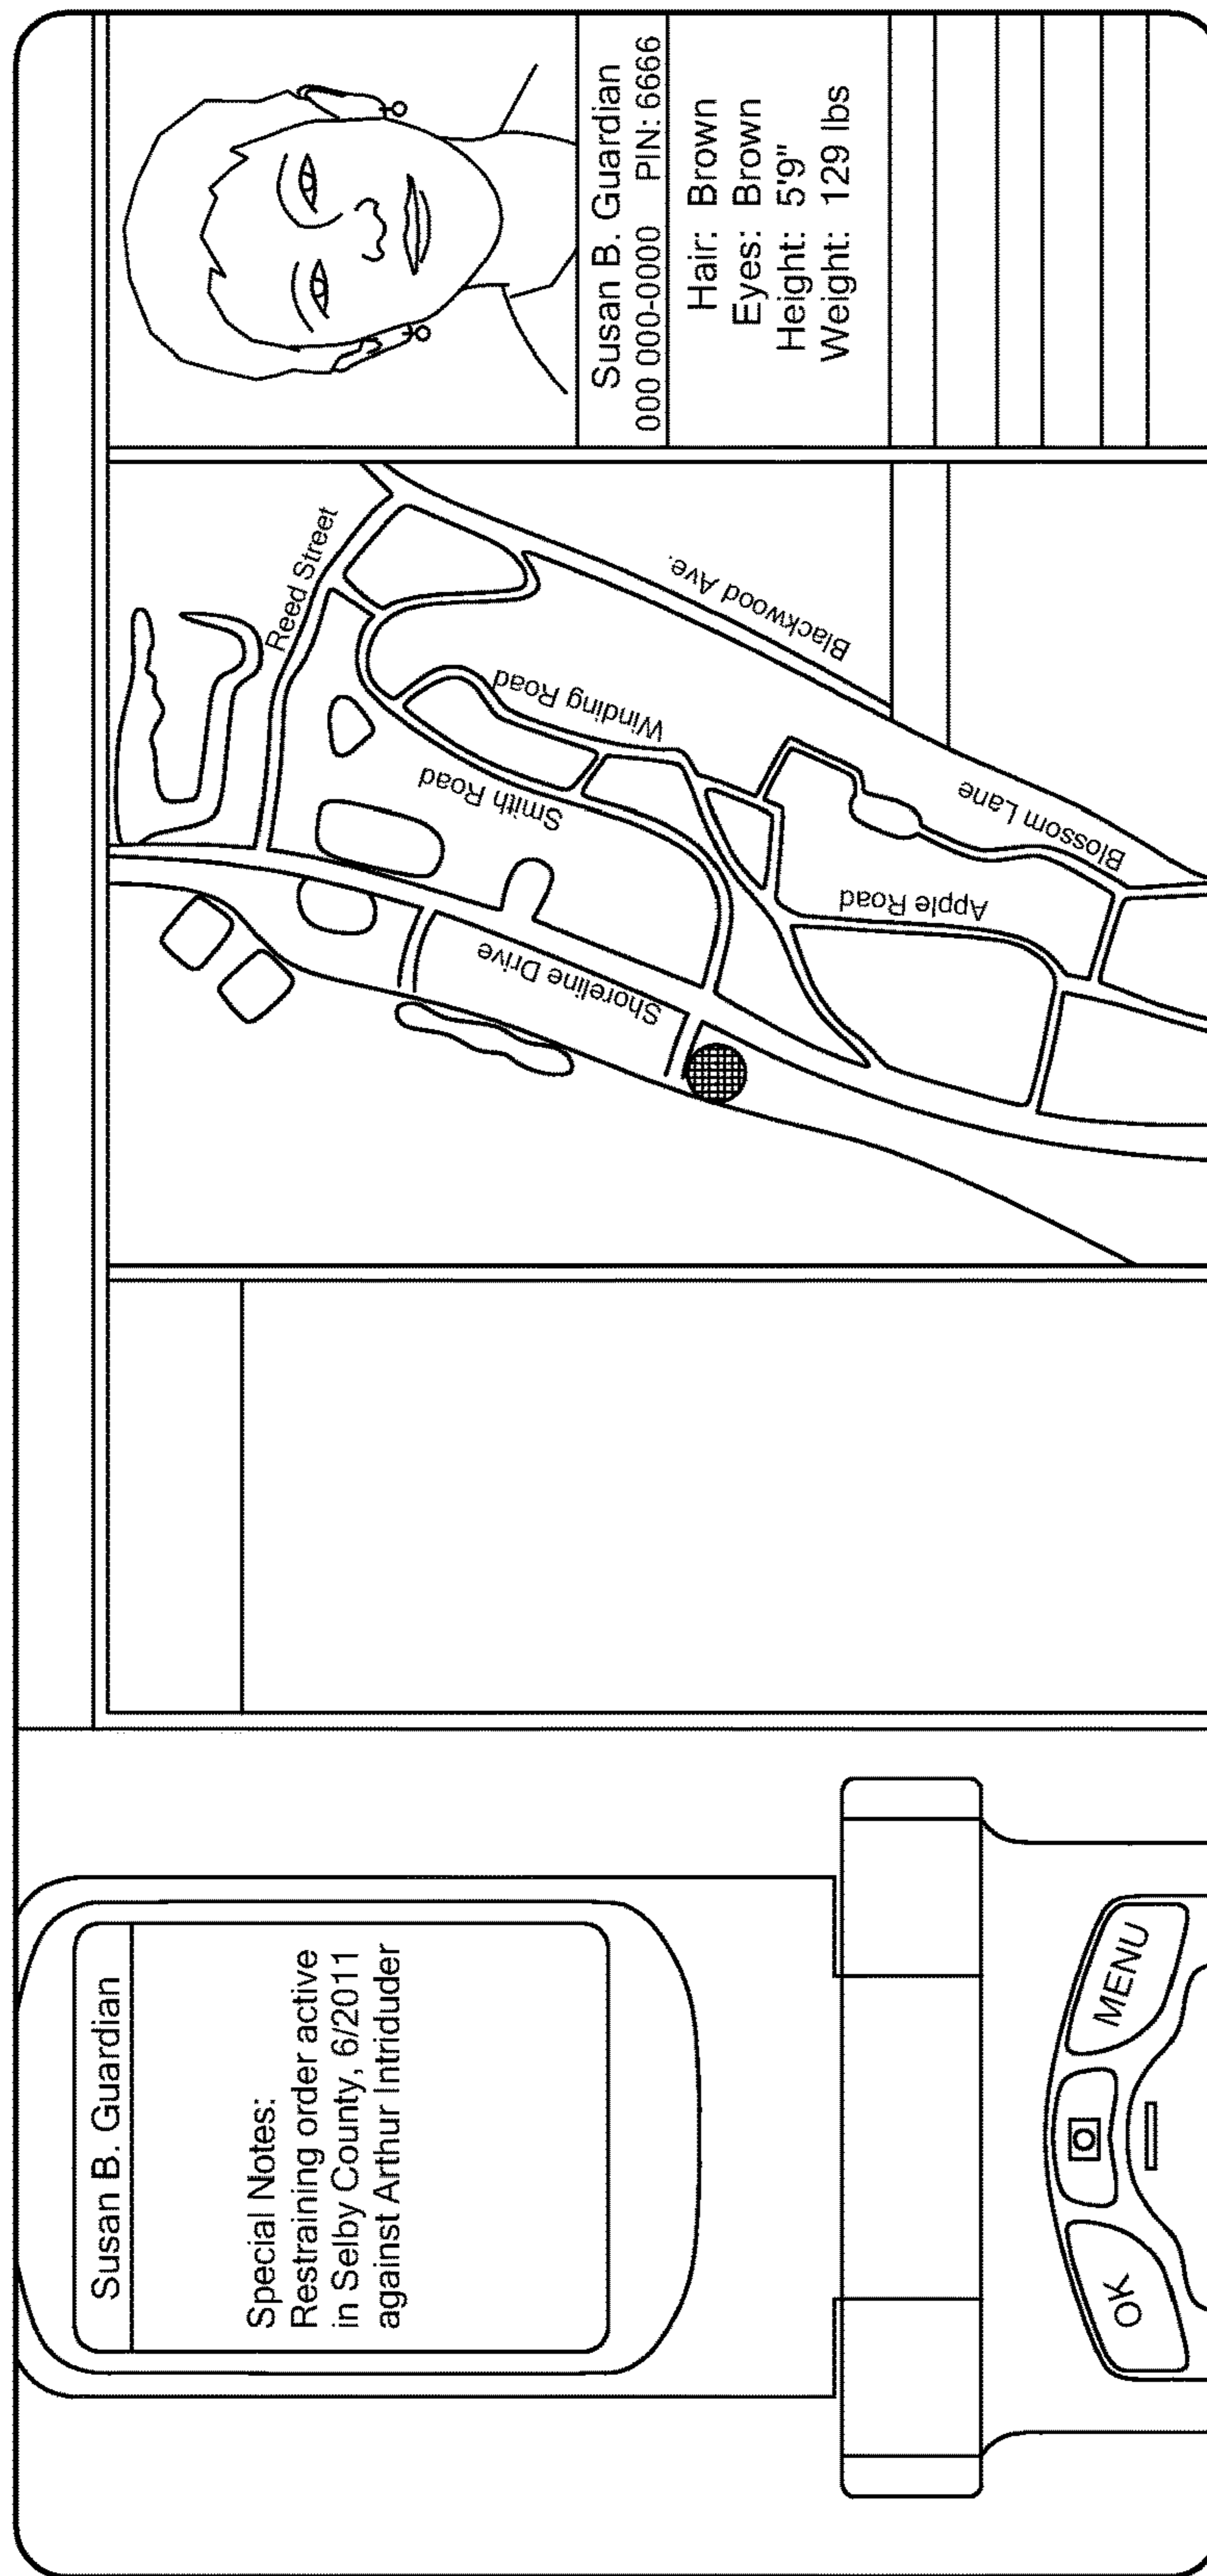 Susan B. Guardian
Special Notes:
Restraining order active
in Selby County, 6/2011
against Arthur Intriduder
OK
MENU
Reed Street
Blackwood Ave.
Winding Road
Smith Road
Shoreline Drive
Apple Road
Blossom Lane
Susan B. Guardian
000 000-0000 PIN: 6666
Hair: Brown
Eyes: Brown
Height: 5'9"
Weight: 129 lbs